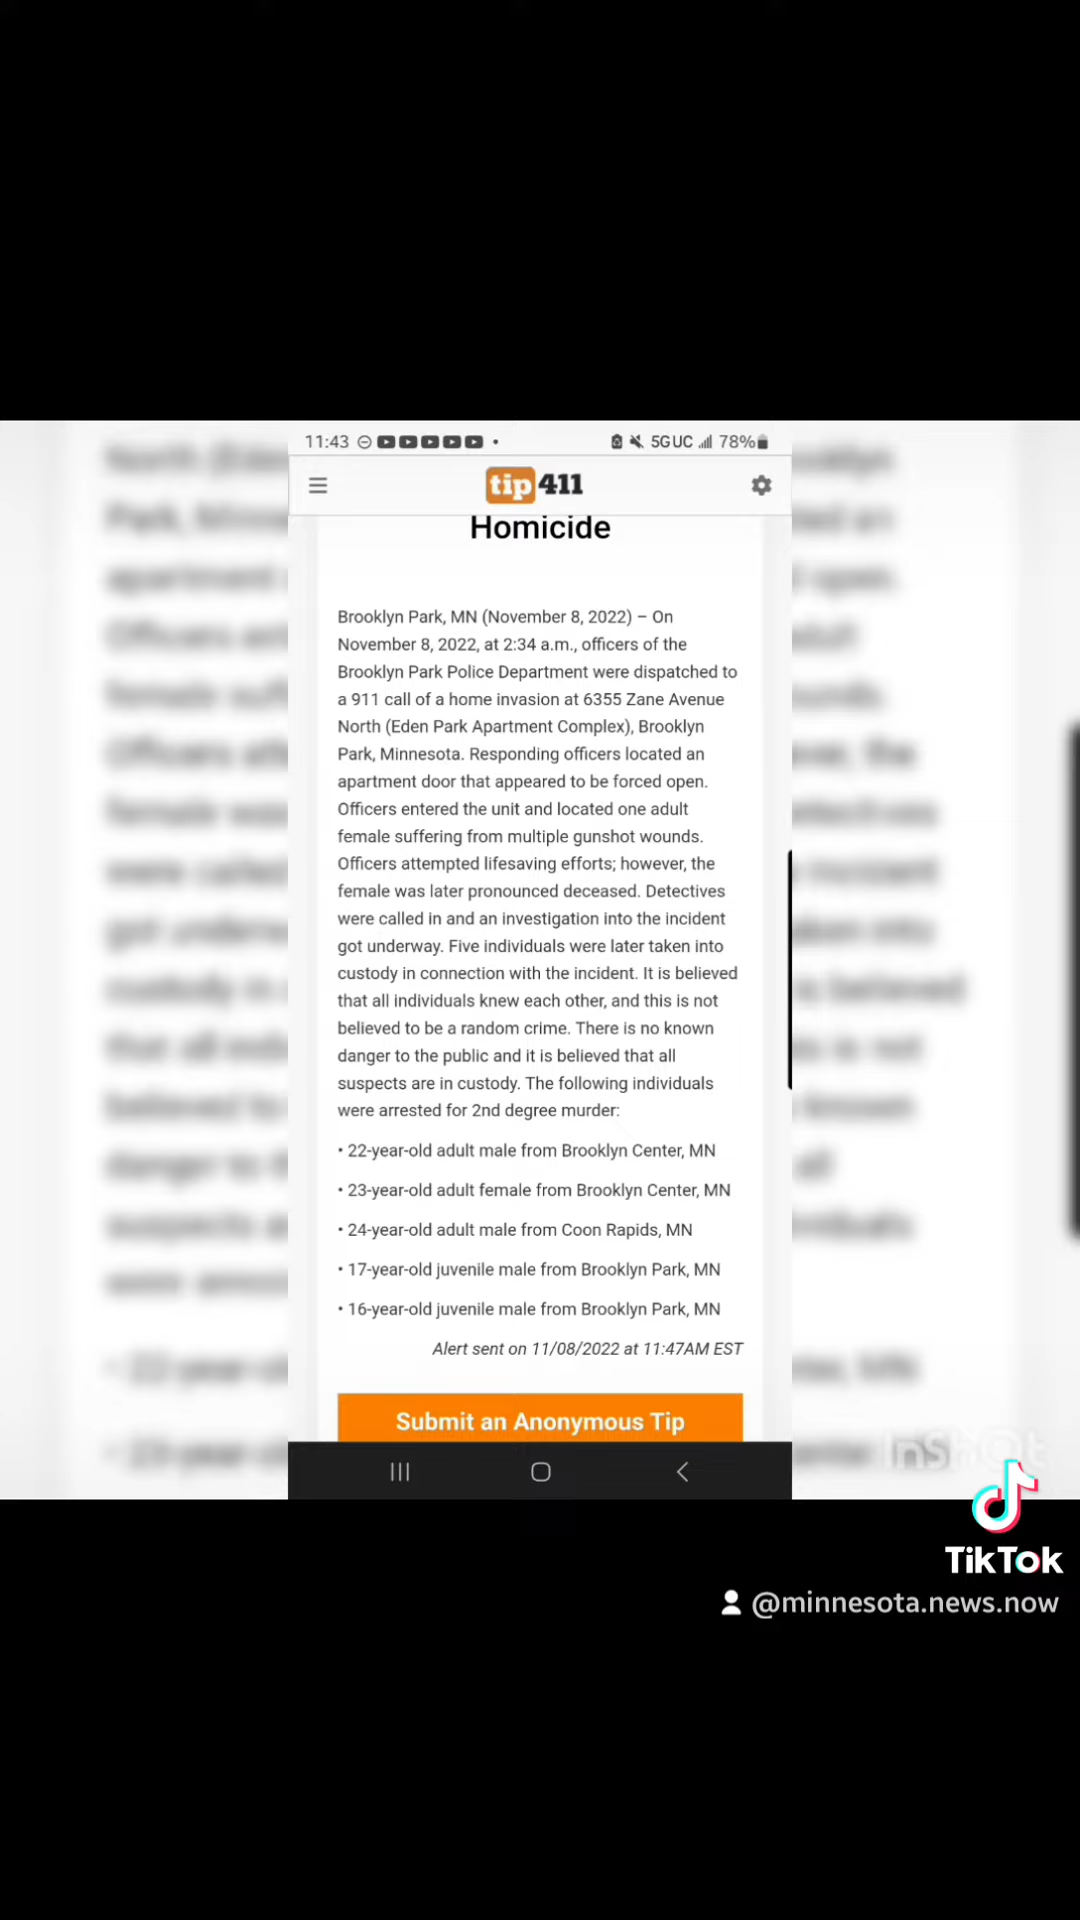 11:43
5GUC 78%
tip411
Homicide
Brooklyn Park, MN (November 8, 2022) – On
November 8, 2022, at 2:34 a.m., officers of the
Brooklyn Park Police Department were dispatched to
a 911 call of a home invasion at 6355 Zane Avenue
North (Eden Park Apartment Complex), Brooklyn
Park, Minnesota. Responding officers located an
apartment door that appeared to be forced open.
Officers entered the unit and located one adult
female suffering from multiple gunshot wounds.
Officers attempted lifesaving efforts; however, the
female was later pronounced deceased. Detectives
were called in and an investigation into the incident
got underway. Five individuals were later taken into
custody in connection with the incident. It is believed
that all individuals knew each other, and this is not
believed to be a random crime. There is no known
danger to the public and it is believed that all
suspects are in custody. The following individuals
were arrested for 2nd degree murder:
• 22-year-old adult male from Brooklyn Center, MN
• 23-year-old adult female from Brooklyn Center, MN
• 24-year-old adult male from Coon Rapids, MN
• 17-year-old juvenile male from Brooklyn Park, MN
• 16-year-old juvenile male from Brooklyn Park, MN
Alert sent on 11/08/2022 at 11:47AM EST
Submit an Anonymous Tip
InShOt
TikTok
@minnesota.news.now